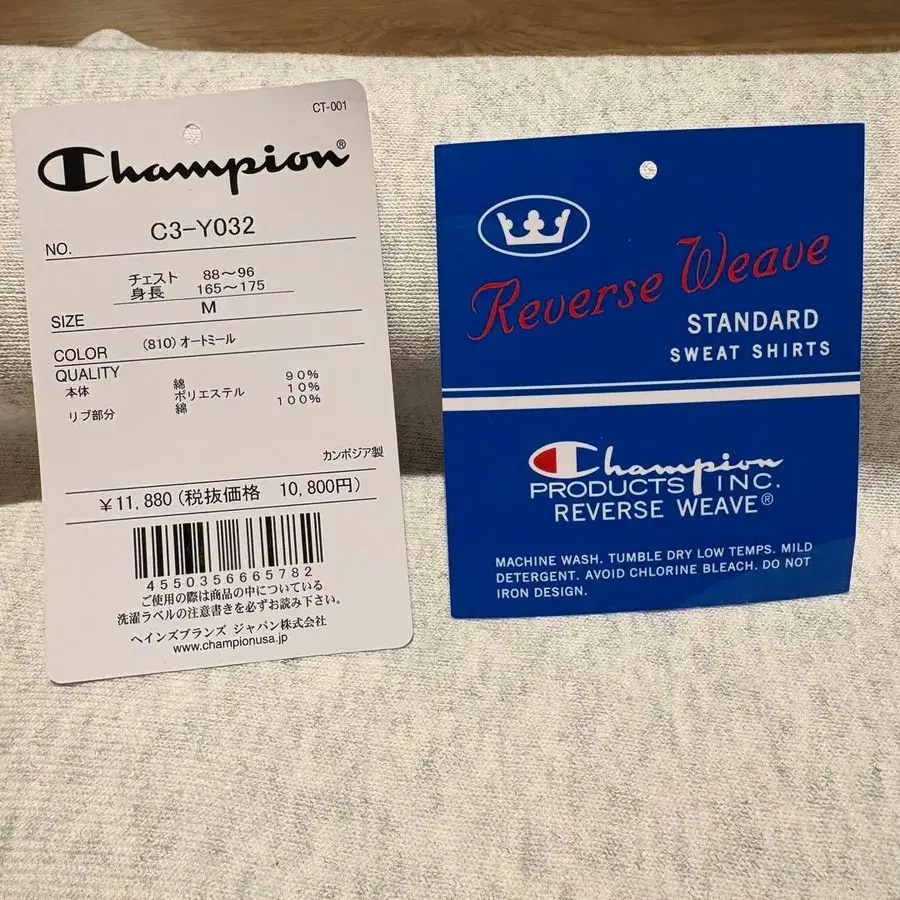 CT-001
Champion®
NO. C3-Y032
チェスト 88〜96
身長 165〜175
SIZE M
COLOR (810)オートミール
QUALITY
本体 綿 90%
ポリエステル 10%
リブ部分 綿 100%
カンボジア製
¥11,880(税抜価格 10,800円)
4550356665782
ご使用の際は商品の中についている
洗濯ラベルの注意書きを必ずお読み下さい。
ヘインズブランズ ジャパン株式会社
www.championusa.jp
Reverse Weave
STANDARD
SWEAT SHIRTS
Champion
PRODUCTS INC.
REVERSE WEAVE®
MACHINE WASH. TUMBLE DRY LOW TEMPS. MILD
DETERGENT. AVOID CHLORINE BLEACH. DO NOT
IRON DESIGN.